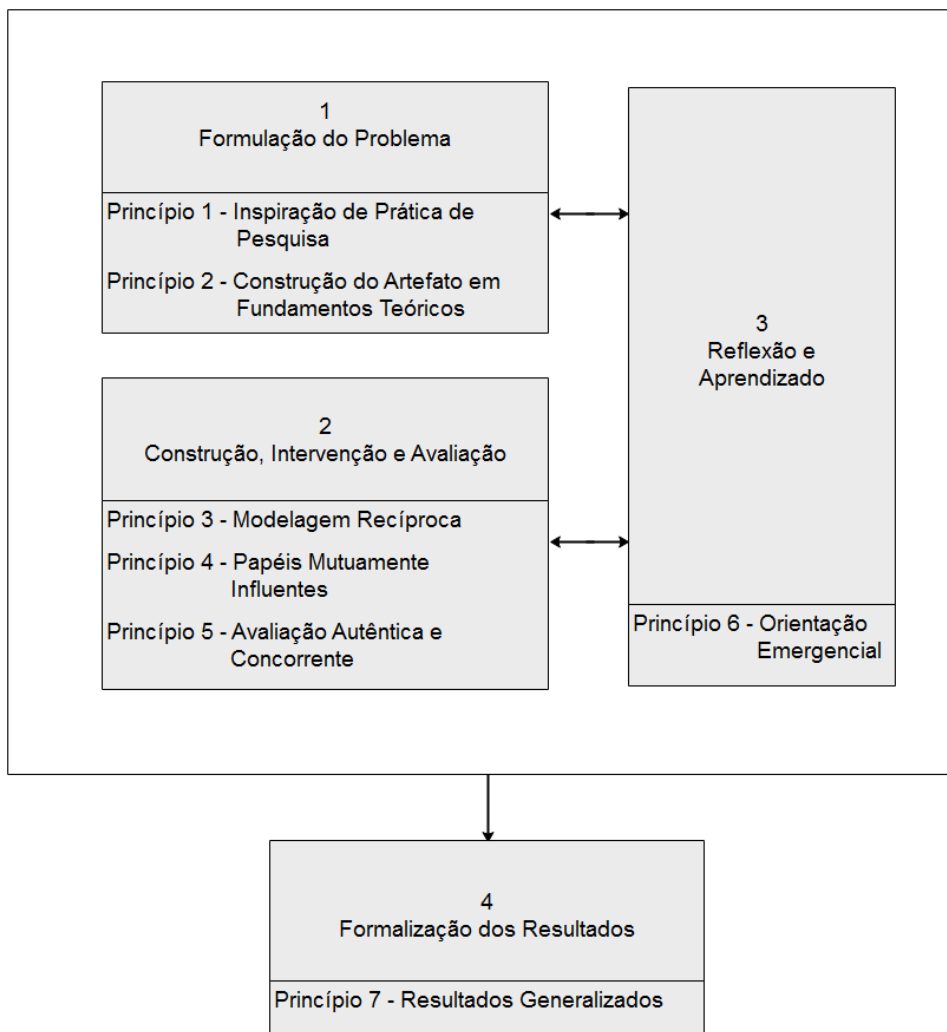 1
Formulação do Problema
Princípio 1 - Inspiração de Prática de
Pesquisa
Princípio 2 - Construção do Artefato em
Fundamentos Teóricos
2
Construção, Intervenção e Avaliação
Princípio 3 - Modelagem Recíproca
Princípio 4 - Papéis Mutuamente
Influentes
Princípio 5 - Avaliação Autêntica e
Concorrente
3
Reflexão e
Aprendizado
Princípio 6 - Orientação
Emergencial
4
Formalização dos Resultados
Princípio 7 - Resultados Generalizados